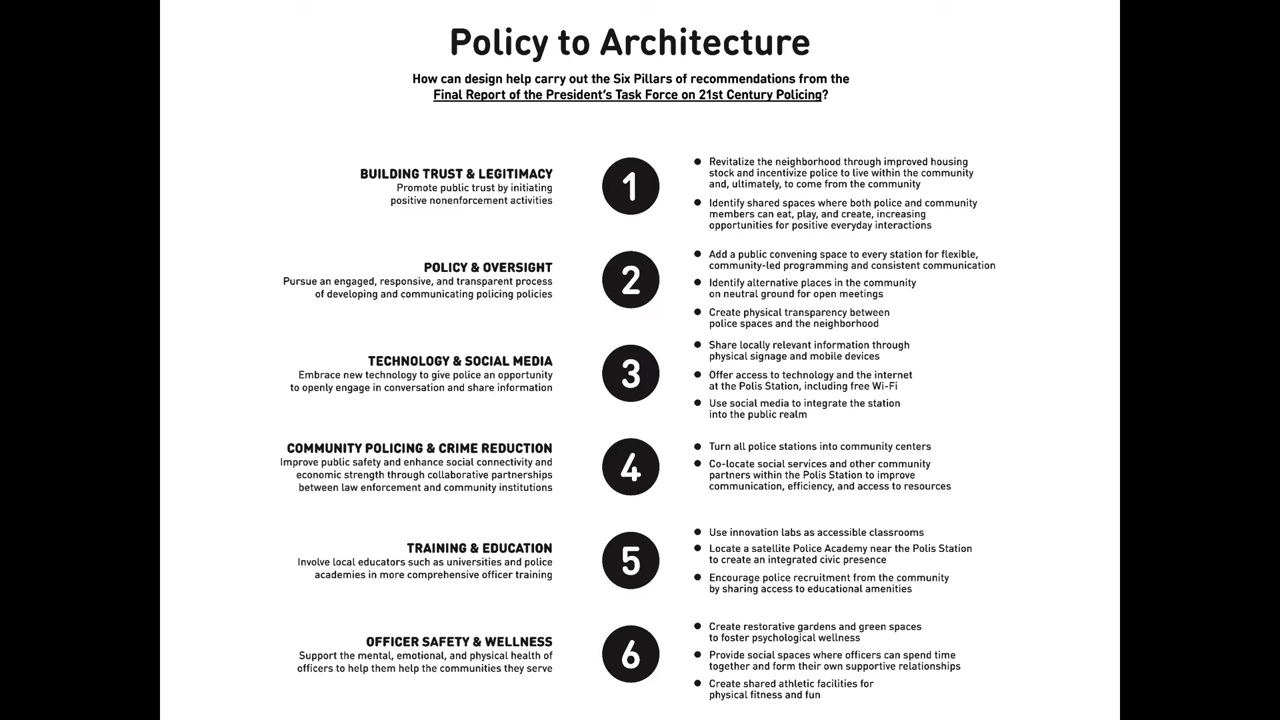 Policy to Architecture
How can design help carry out the Six Pillars of recommendations from the
Final Report of the President's Task Force on 21st Century Policing?
BUILDING TRUST & LEGITIMACY
Promote public trust by initiating
positive nonenforcement activities
1
● Revitalize the neighborhood through improved housing
stock and incentivize police to live within the community
and, ultimately, to come from the community
● Identify shared spaces where both police and community
members can eat, play, and create, increasing
opportunities for positive everyday interactions
POLICY & OVERSIGHT
Pursue an engaged, responsive, and transparent process
of developing and communicating policing policies
2
● Add a public convening space to every station for flexible,
community-led programming and consistent communication
● Identify alternative places in the community
on neutral ground for open meetings
● Create physical transparency between
police spaces and the neighborhood
TECHNOLOGY & SOCIAL MEDIA
Embrace new technology to give police an opportunity
to openly engage in conversation and share information
3
● Share locally relevant information through
physical signage and mobile devices
● Offer access to technology and the internet
at the Polis Station, including free Wi-Fi
● Use social media to integrate the station
into the public realm
COMMUNITY POLICING & CRIME REDUCTION
Improve public safety and enhance social connectivity and
economic strength through collaborative partnerships
between law enforcement and community institutions
4
● Turn all police stations into community centers
● Co-locate social services and other community
partners within the Polis Station to improve
communication, efficiency, and access to resources
TRAINING & EDUCATION
Involve local educators such as universities and police
academies in more comprehensive officer training
5
● Use innovation labs as accessible classrooms
● Locate a satellite Police Academy near the Polis Station
to create an integrated civic presence
● Encourage police recruitment from the community
by sharing access to educational amenities
OFFICER SAFETY & WELLNESS
Support the mental, emotional, and physical health of
officers to help them help the communities they serve
6
● Create restorative gardens and green spaces
to foster psychological wellness
● Provide social spaces where officers can spend time
together and form their own supportive relationships
● Create shared athletic facilities for
physical fitness and fun